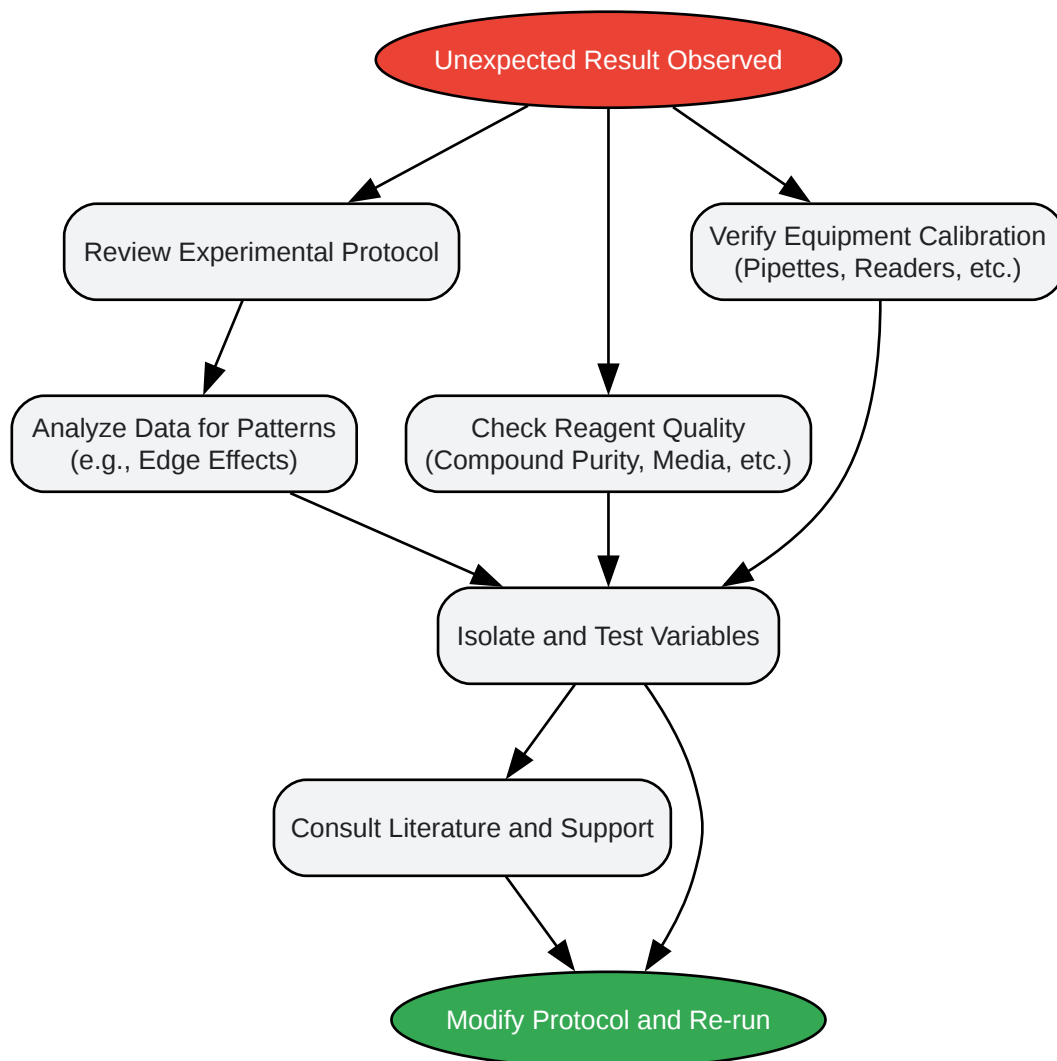 Unexpected Result Observed
Review Experimental Protocol
Verify Equipment Calibration
(Pipettes, Readers, etc.)
Analyze Data for Patterns
(e.g., Edge Effects)
Check Reagent Quality
(Compound Purity, Media, etc.)
Isolate and Test Variables
Consult Literature and Support
Modify Protocol and Re-run